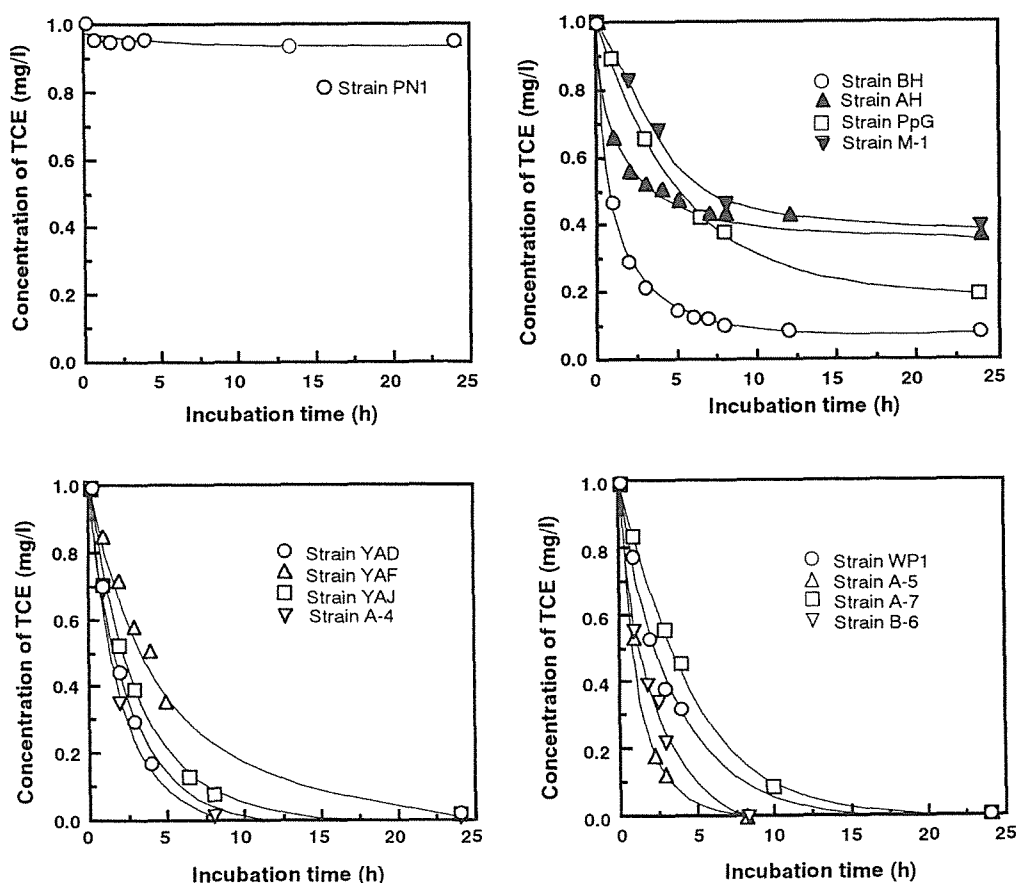 1.0
0.8
0.6
0.4
0.2
0.0
Concentration of TCE (mg/l)
Strain PN1
0 5 10 15 20 25
Incubation time (h)
1.0
0.8
0.6
0.4
0.2
0.0
Concentration of TCE (mg/l)
Strain BH
Strain AH
Strain PpG
Strain M-1
0 5 10 15 20 25
Incubation time (h)
1.0
0.8
0.6
0.4
0.2
0.0
Concentration of TCE (mg/l)
Strain YAD
Strain YAF
Strain YAJ
Strain A-4
0 5 10 15 20 25
Incubation time (h)
1.0
0.8
0.6
0.4
0.2
0.0
Concentration of TCE (mg/l)
Strain WP1
Strain A-5
Strain A-7
Strain B-6
0 5 10 15 20 25
Incubation time (h)